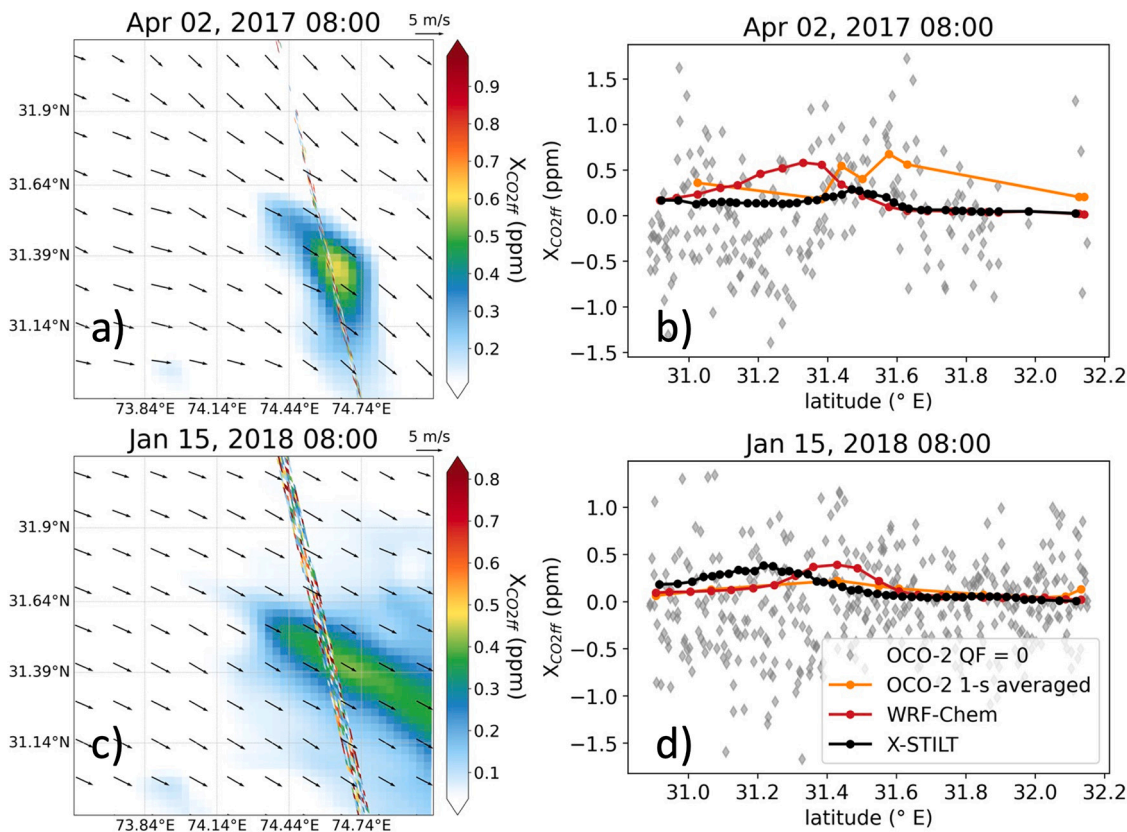 Apr 02, 2017 08:00
5 m/s
31.9°N
31.64°N
31.39°N
31.14°N
73.84°E 74.14°E 74.44°E 74.74°E
a)
0.9
0.8
0.7
0.6
0.5
0.4
0.3
0.2
XCO2ff (ppm)
Apr 02, 2017 08:00
1.5
1.0
0.5
0.0
−0.5
−1.0
−1.5
XCO2ff (ppm)
b)
31.0 31.2 31.4 31.6 31.8 32.0 32.2
latitude (° E)
Jan 15, 2018 08:00
5 m/s
31.9°N
31.64°N
31.39°N
31.14°N
73.84°E 74.14°E 74.44°E 74.74°E
c)
0.8
0.7
0.6
0.5
0.4
0.3
0.2
0.1
XCO2ff (ppm)
Jan 15, 2018 08:00
1.0
0.5
0.0
−0.5
−1.0
−1.5
XCO2ff (ppm)
d)
OCO-2 QF = 0
OCO-2 1-s averaged
WRF-Chem
X-STILT
31.0 31.2 31.4 31.6 31.8 32.0 32.2
latitude (° E)